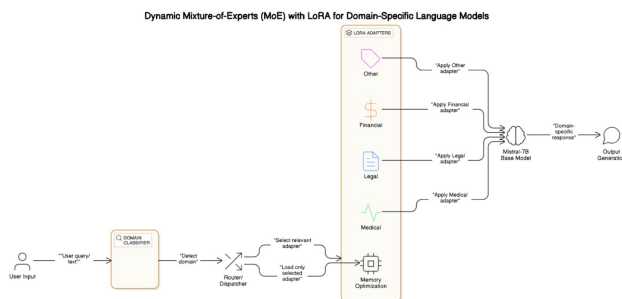 Dynamic Mixture-of-Experts (MoE) with LoRA for Domain-Specific Language Models
LORA ADAPTERS
Other
"Apply Other
adapter"
Financial
"Apply Financial
adapter"
Legal
"Apply Legal
adapter"
Medical
"Apply Medical
adapter"
Mistral-7B
Base Model
"Domain-
specific
response"
Output
Generatio
User Input
""User query/
text""
DOMAIN
CLASSIFIER
"Detect
domain"
Router/
Dispatcher
"Select relevant
adapter"
"Load only
selected
adapter"
Memory
Optimization